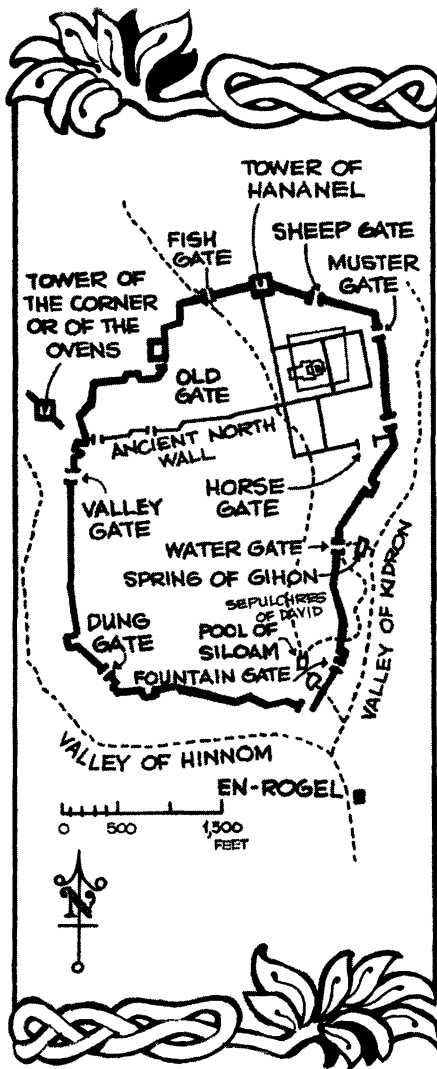 TOWER OF
HANANEL
FISH
GATE
SHEEP GATE
MUSTER
GATE
TOWER OF
THE CORNER
OR OF THE
OVENS
OLD
GATE
ANCIENT NORTH
WALL
VALLEY
GATE
HORSE
GATE
WATER GATE
SPRING OF GIHON
SEPULCHRES
OF DAVID
VALLEY OF KIDRON
DUNG
GATE
POOL OF
SILOAM
FOUNTAIN GATE
VALLEY OF HINNOM
EN-ROGEL
0 500 1,500
FEET
N